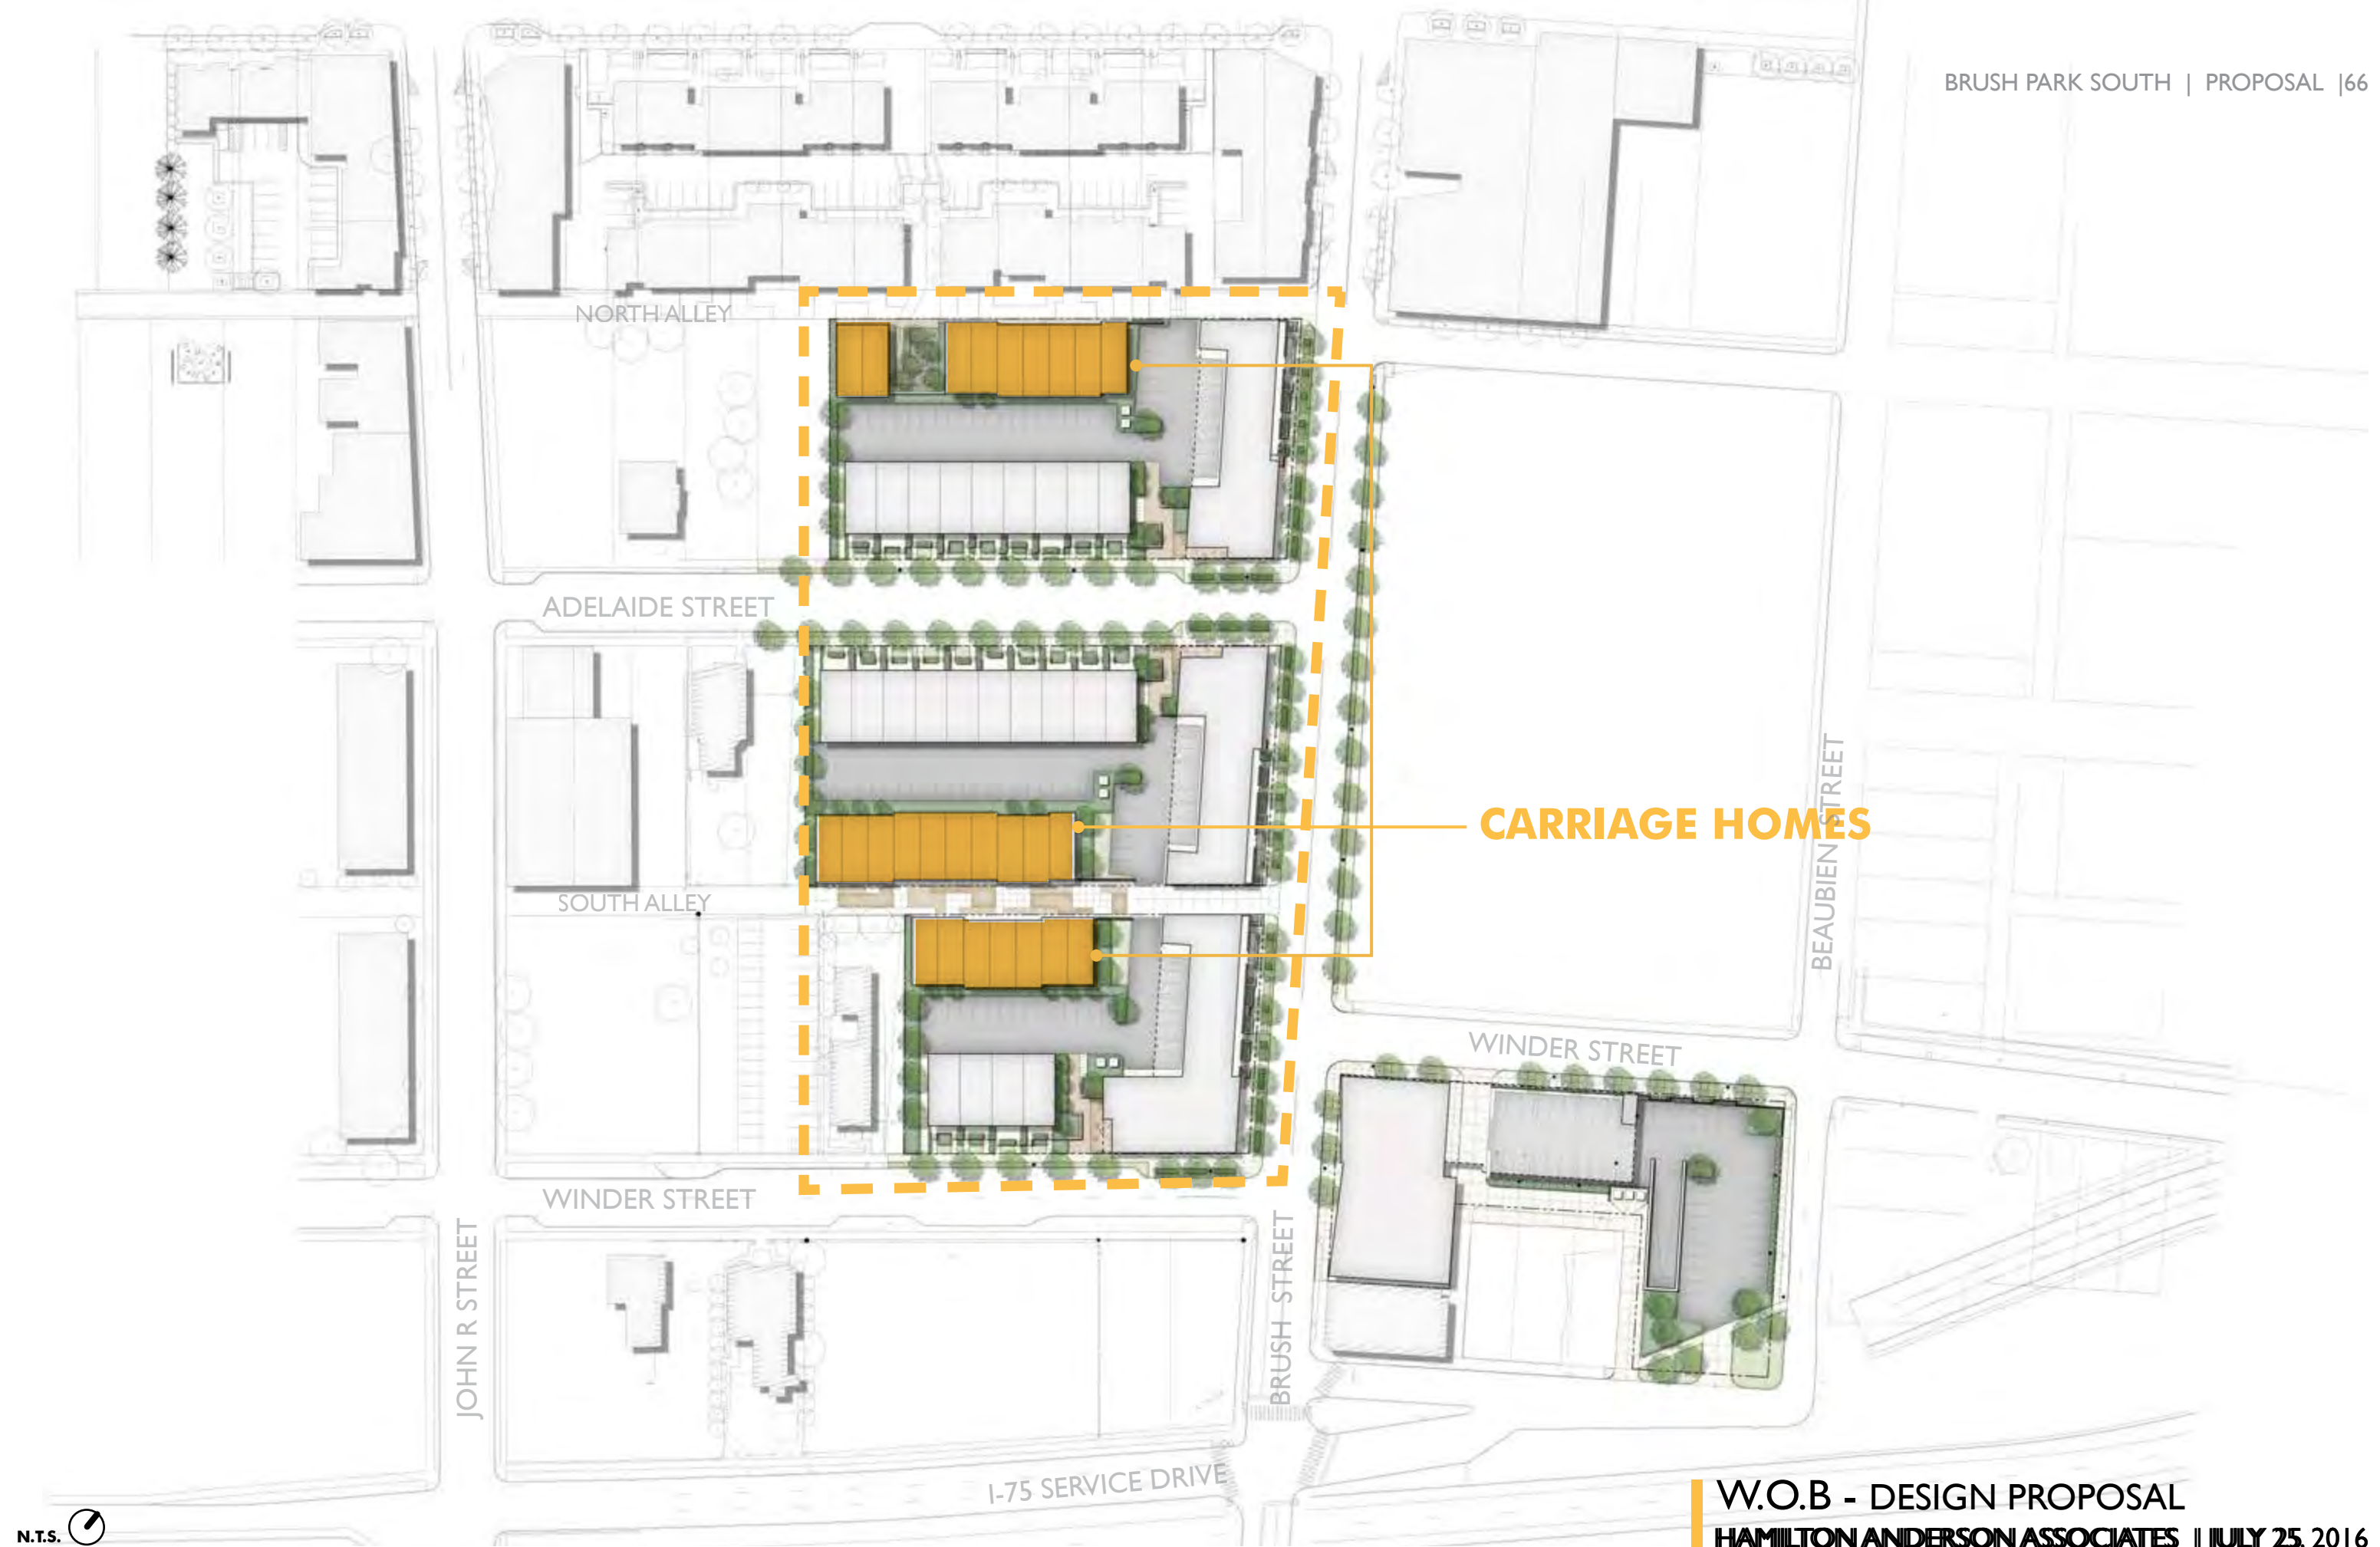 BRUSH PARK SOUTH | PROPOSAL |66
NORTH ALLEY
ADELAIDE STREET
CARRIAGE HOMES
BEAUBIEN STREET
SOUTH ALLEY
WINDER STREET
WINDER STREET
JOHN R STREET
BRUSH STREET
I-75 SERVICE DRIVE
W.O.B - DESIGN PROPOSAL
HAMILTON ANDERSON ASSOCIATES | JULY 25, 2016
N.T.S.